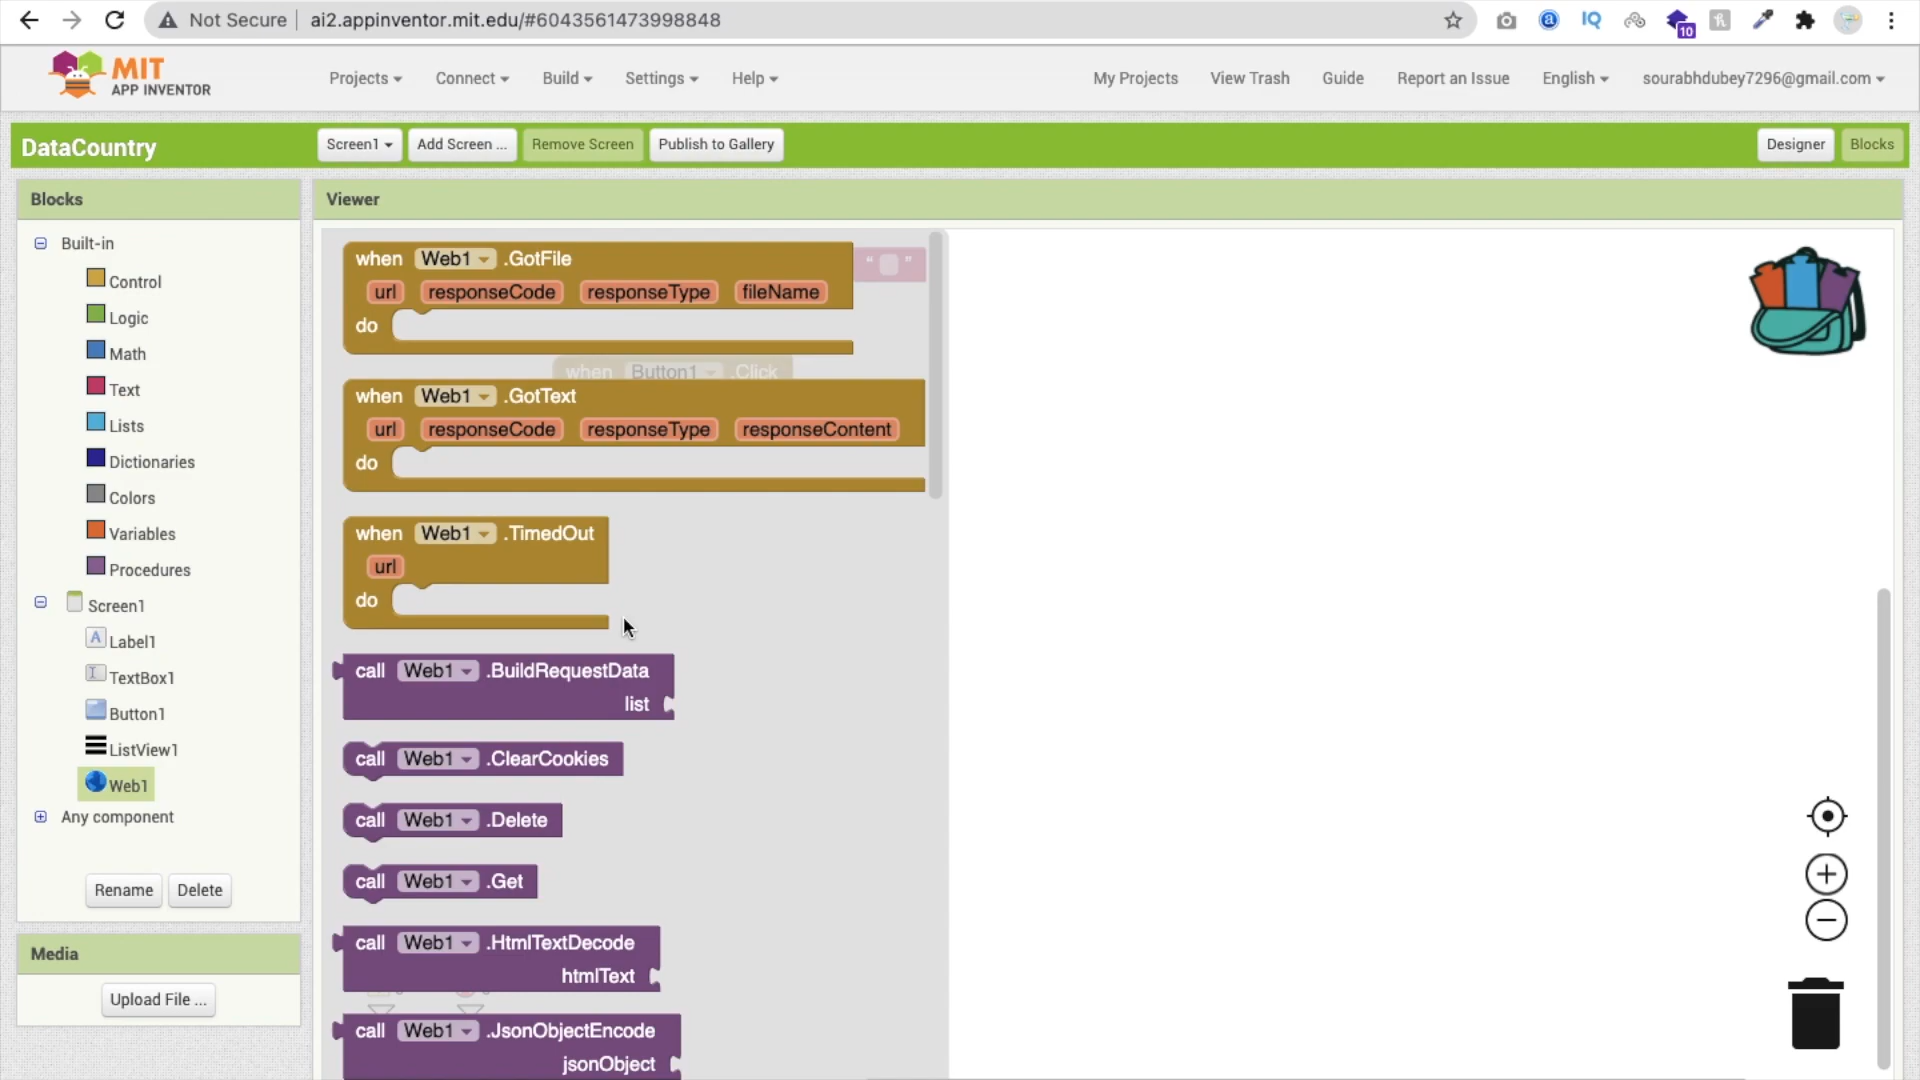 Not Secure ai2.appinventor.mit.edu/#6043561473998848
10
MIT
APP INVENTOR
Projects Connect Build Settings Help My Projects View Trash Guide Report an Issue English sourabhdubey7296@gmail.com
DataCountry Screen1 Add Screen ... Remove Screen Publish to Gallery Designer Blocks
Blocks
Built-in
Control
Logic
Math
Text
Lists
Dictionaries
Colors
Variables
Procedures
Screen1
Label1
TextBox1
Button1
ListView1
Web1
Any component
Rename Delete
Media
Upload File ...
Viewer
when Web1 .GotFile
url responseCode responseType fileName
do
" "
when Button1 .Click
when Web1 .GotText
url responseCode responseType responseContent
do
when Web1 .TimedOut
url
do
call Web1 .BuildRequestData
list
call Web1 .ClearCookies
call Web1 .Delete
call Web1 .Get
call Web1 .HtmlTextDecode
htmlText
call Web1 .JsonObjectEncode
jsonObject